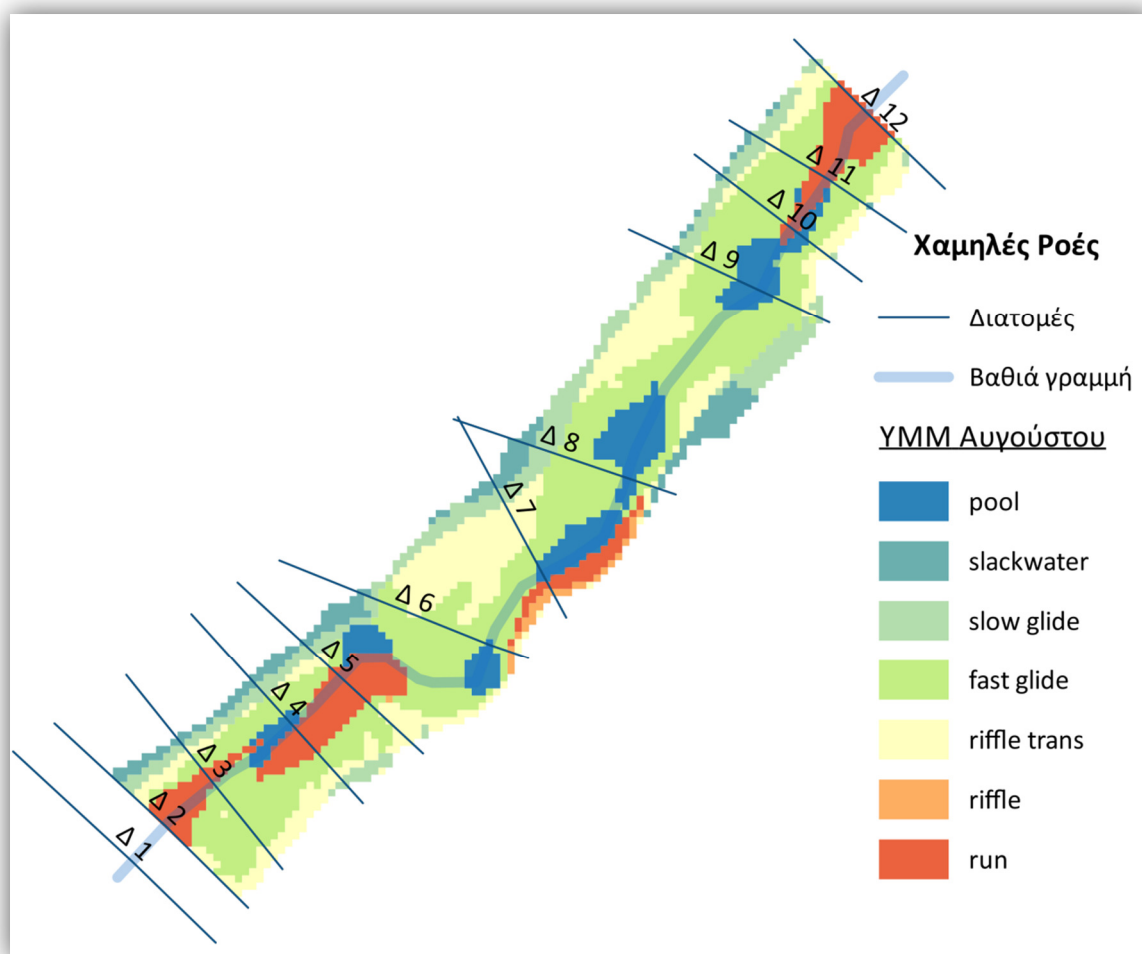 Δ 12
Δ 11
Δ 10
Δ 9
Δ 8
Δ 7
Δ 6
Δ 5
Δ 4
Δ 3
Δ 2
Δ 1
Χαμηλές Ροές
Διατομές
Βαθιά γραμμή
ΥΜΜ Αυγούστου
pool
slackwater
slow glide
fast glide
riffle trans
riffle
run